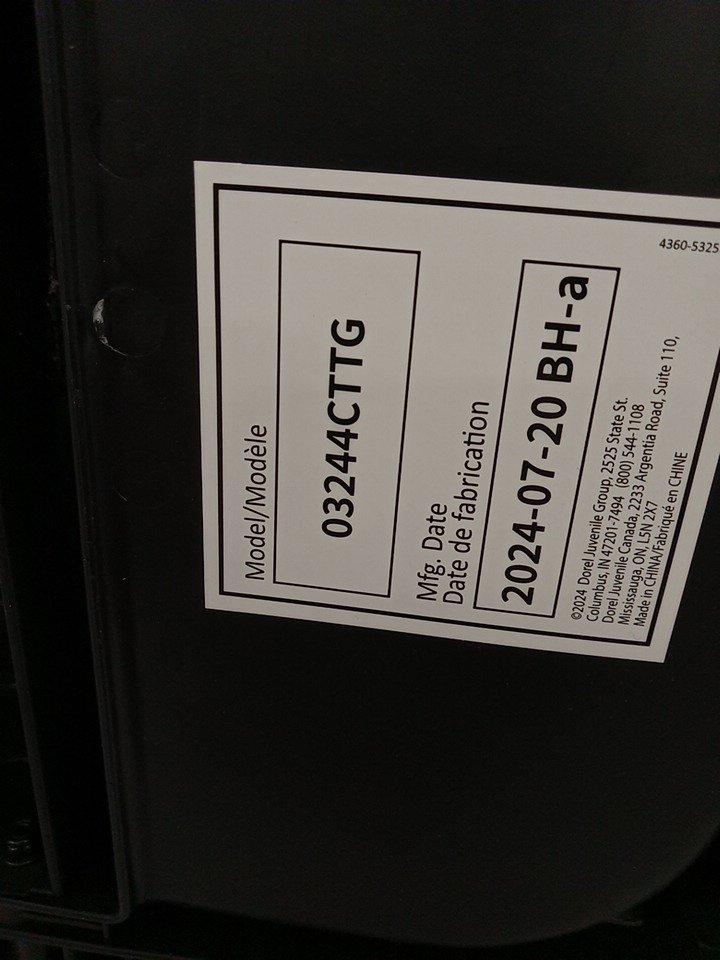 4360-5325
Model/Modèle
03244CTTG
Mfg. Date
Date de fabrication
2024-07-20 BH-a
©2024 Dorel Juvenile Group, 2525 State St.
Columbus, IN 47201-7494 (800) 544-1108
Dorel Juvenile Canada, 2233 Argentia Road, Suite 110,
Mississauga, ON, L5N 2X7
Made in CHINA/Fabriqué en CHINE